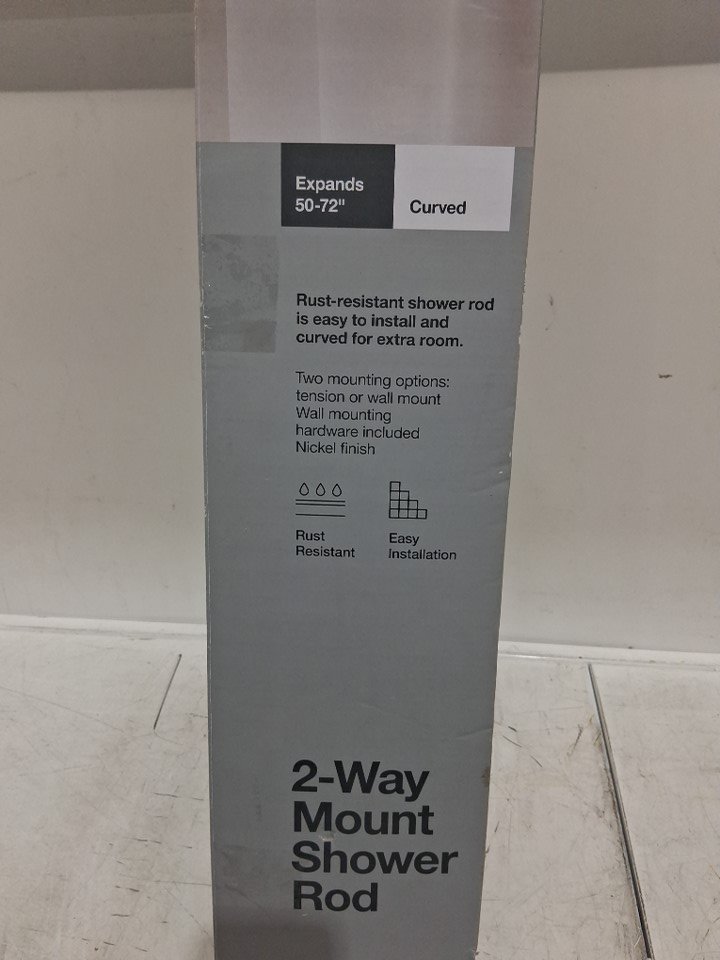 Expands
50-72"
Curved
Rust-resistant shower rod
is easy to install and
curved for extra room.
Two mounting options:
tension or wall mount
Wall mounting
hardware included
Nickel finish
Rust
Resistant
Easy
Installation
2-Way
Mount
Shower
Rod